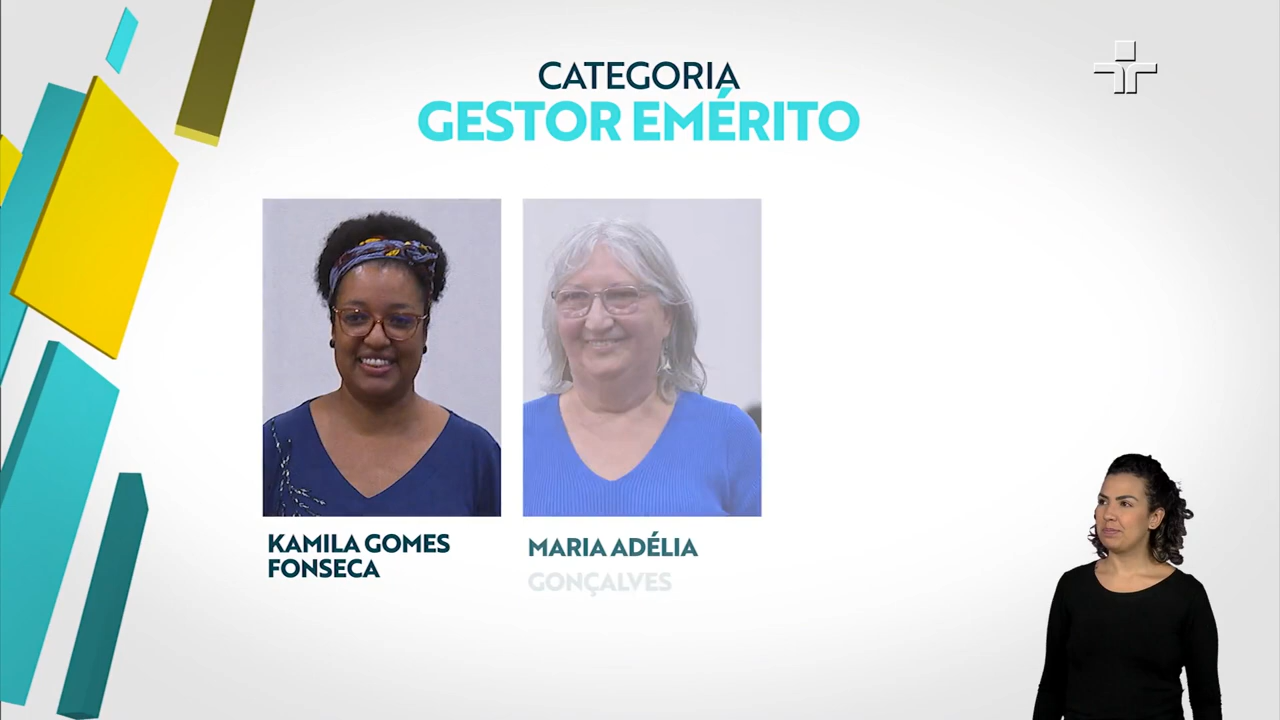 CATEGORIA
GESTOR EMÉRITO
KAMILA GOMES
FONSECA
MARIA ADÉLIA
GONÇALVES